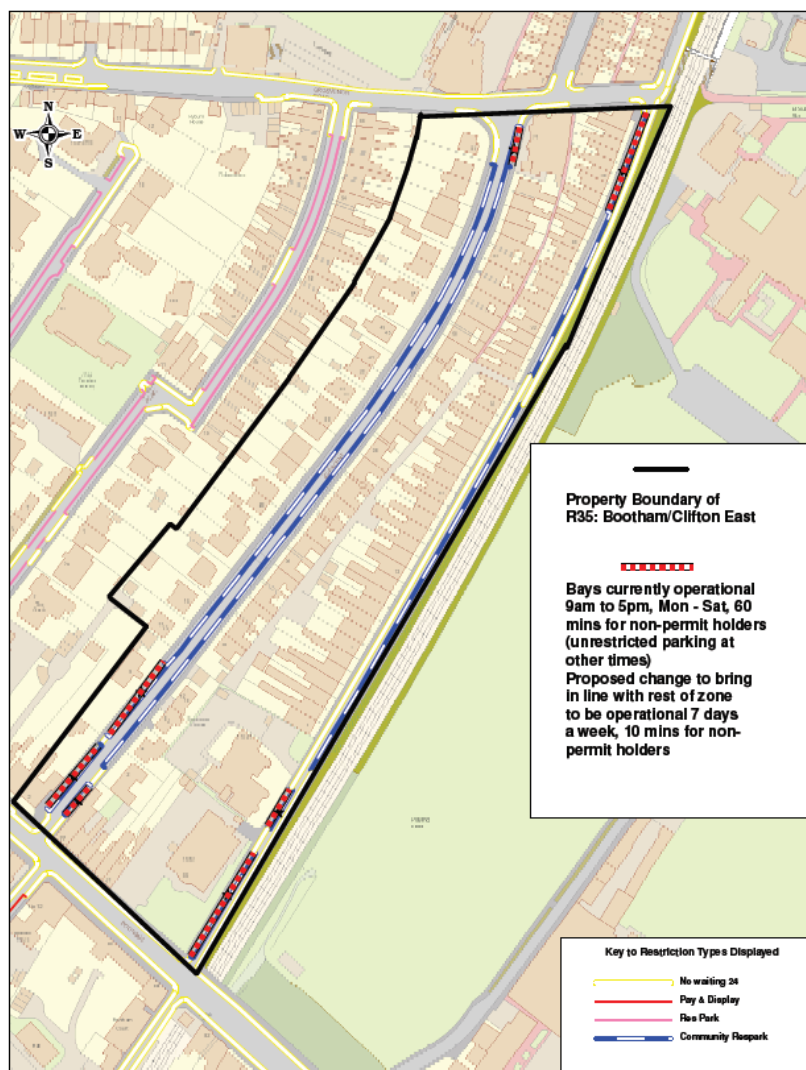 N
W E
S
Property Boundary of
R35: Bootham/Clifton East
Bays currently operational
9am to 5pm, Mon - Sat, 60
mins for non-permit holders
(unrestricted parking at
other times)
Proposed change to bring
in line with rest of zone
to be operational 7 days
a week, 10 mins for non-
permit holders
Key to Restriction Types Displayed
No waiting 24
Pay & Display
Res Park
Community Respark